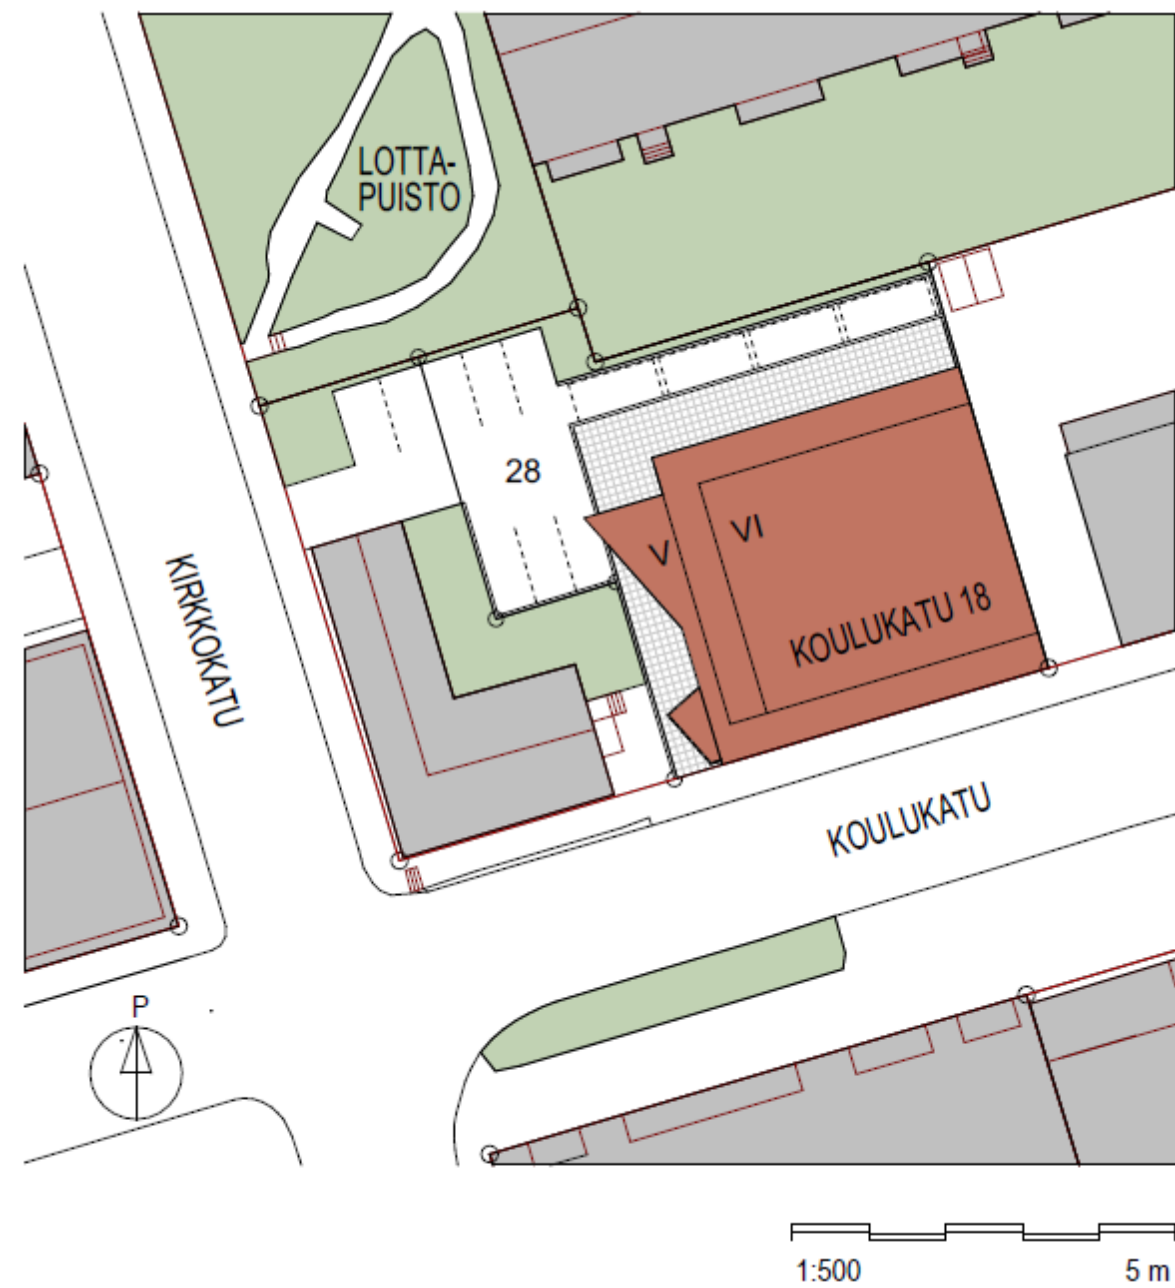 LOTTA-
PUISTO
28
V
VI
KOULUKATU 18
KIRKKOKATU
KOULUKATU
P
1:500
5 m